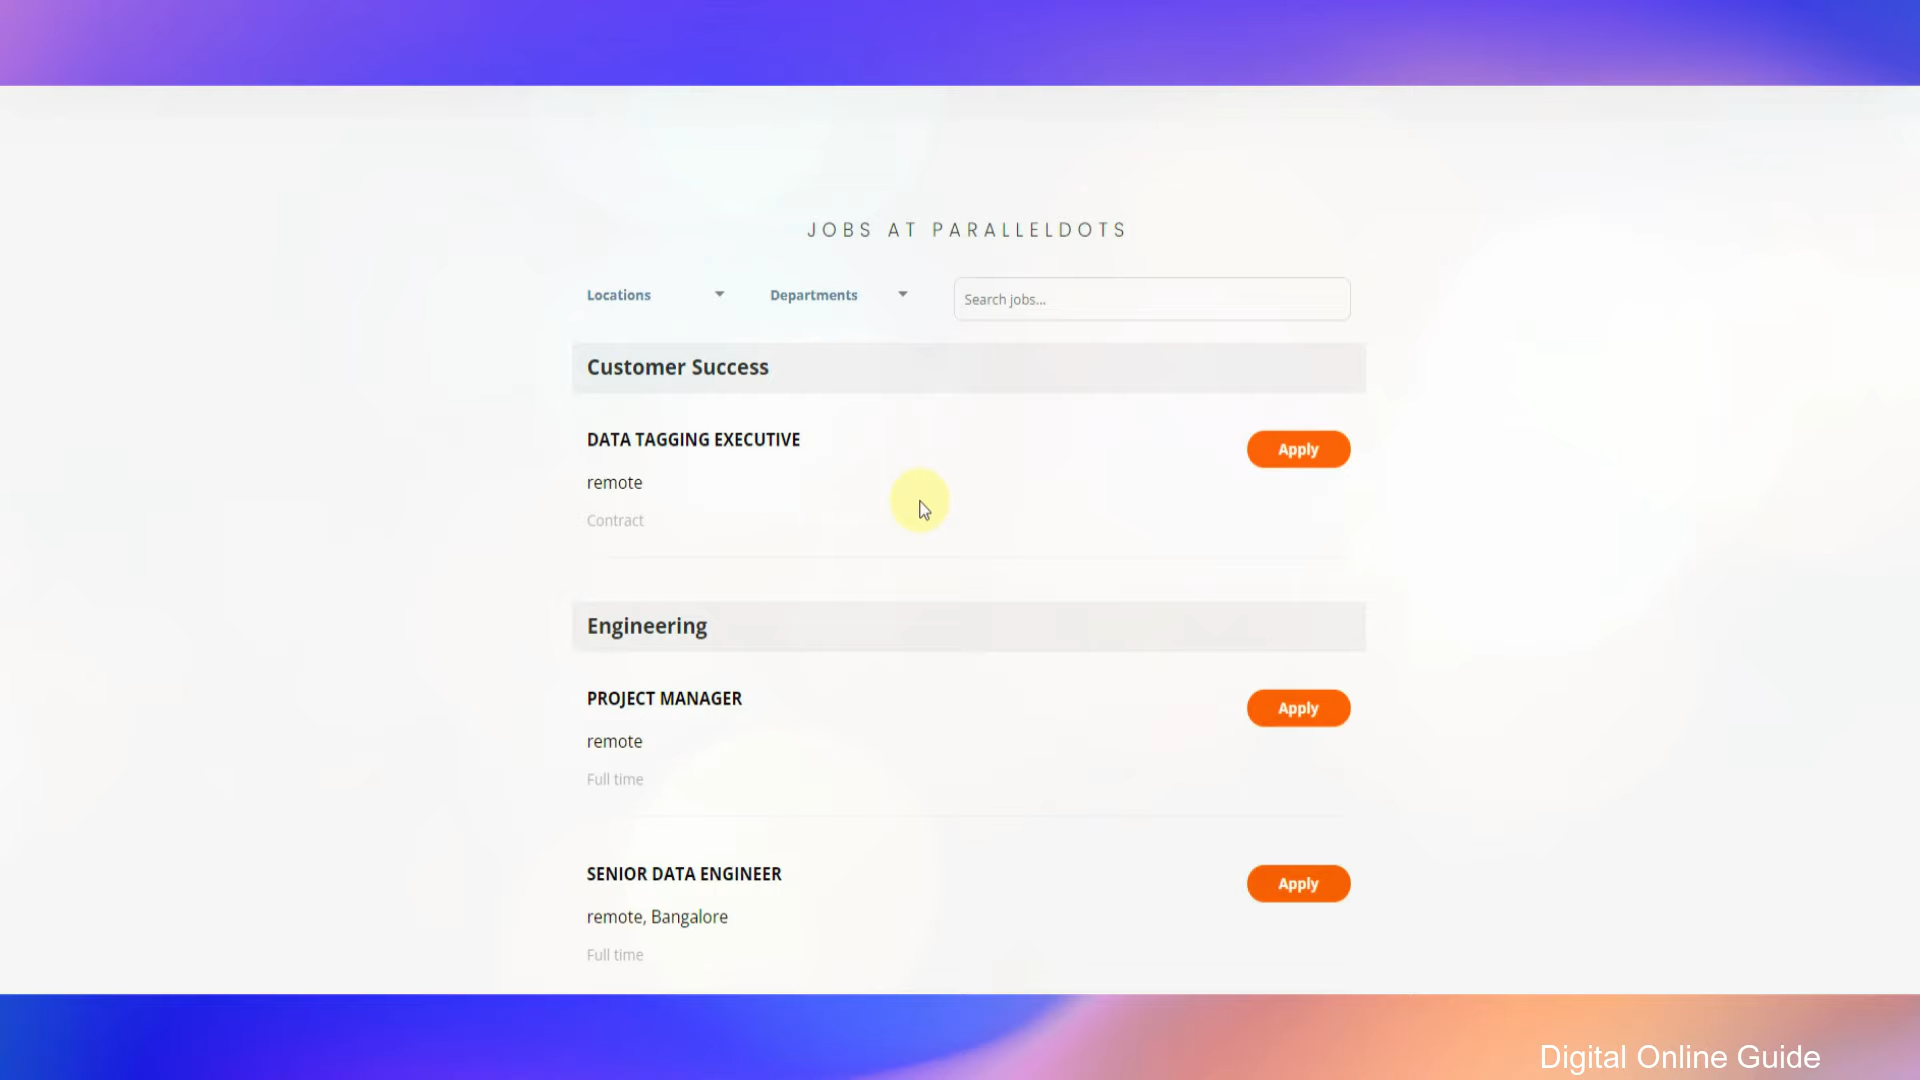 JOBS AT PARALLELDOTS
Locations Departments Search jobs...
Customer Success
DATA TAGGING EXECUTIVE Apply
remote
Contract
Engineering
PROJECT MANAGER Apply
remote
Full time
SENIOR DATA ENGINEER Apply
remote, Bangalore
Full time
Digital Online Guide